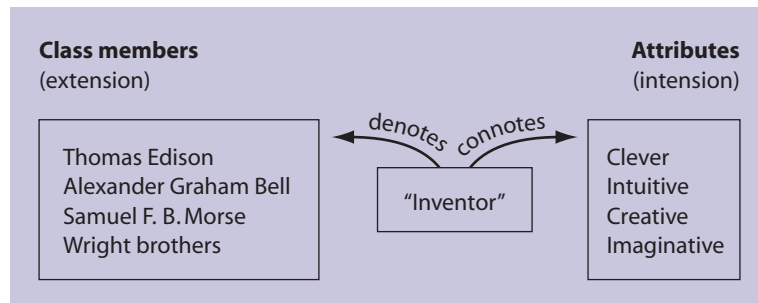 Class members
(extension)
Attributes
(intension)
denotes
connotes
Thomas Edison
Alexander Graham Bell
Samuel F. B. Morse
Wright brothers
“Inventor”
Clever
Intuitive
Creative
Imaginative